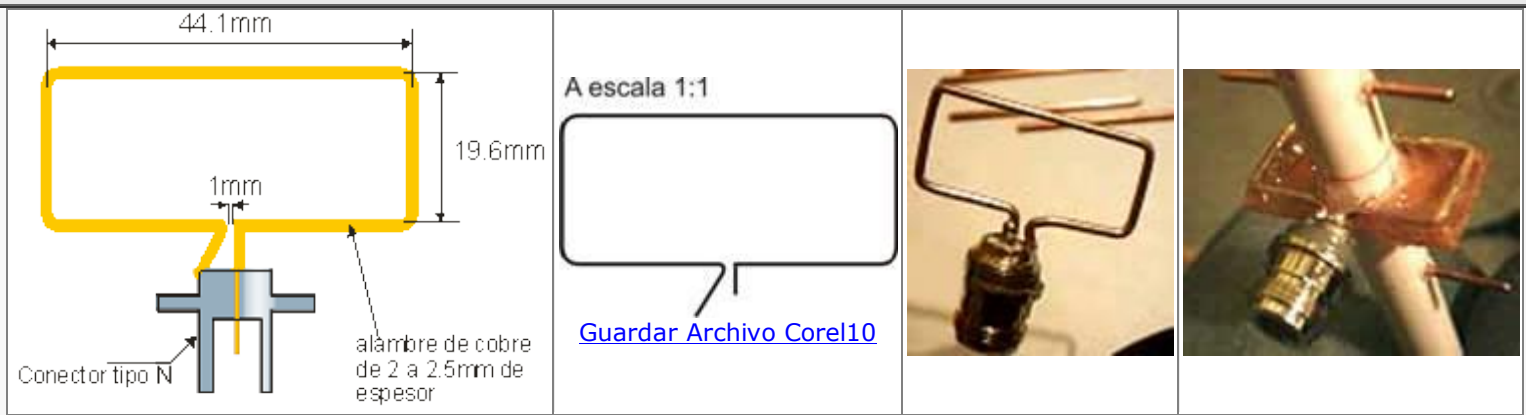 44.1mm
19.6mm
1mm
Conector tipo N
alambre de cobre
de 2 a 2.5mm de
espesor
A escala 1:1
Guardar Archivo Corel10